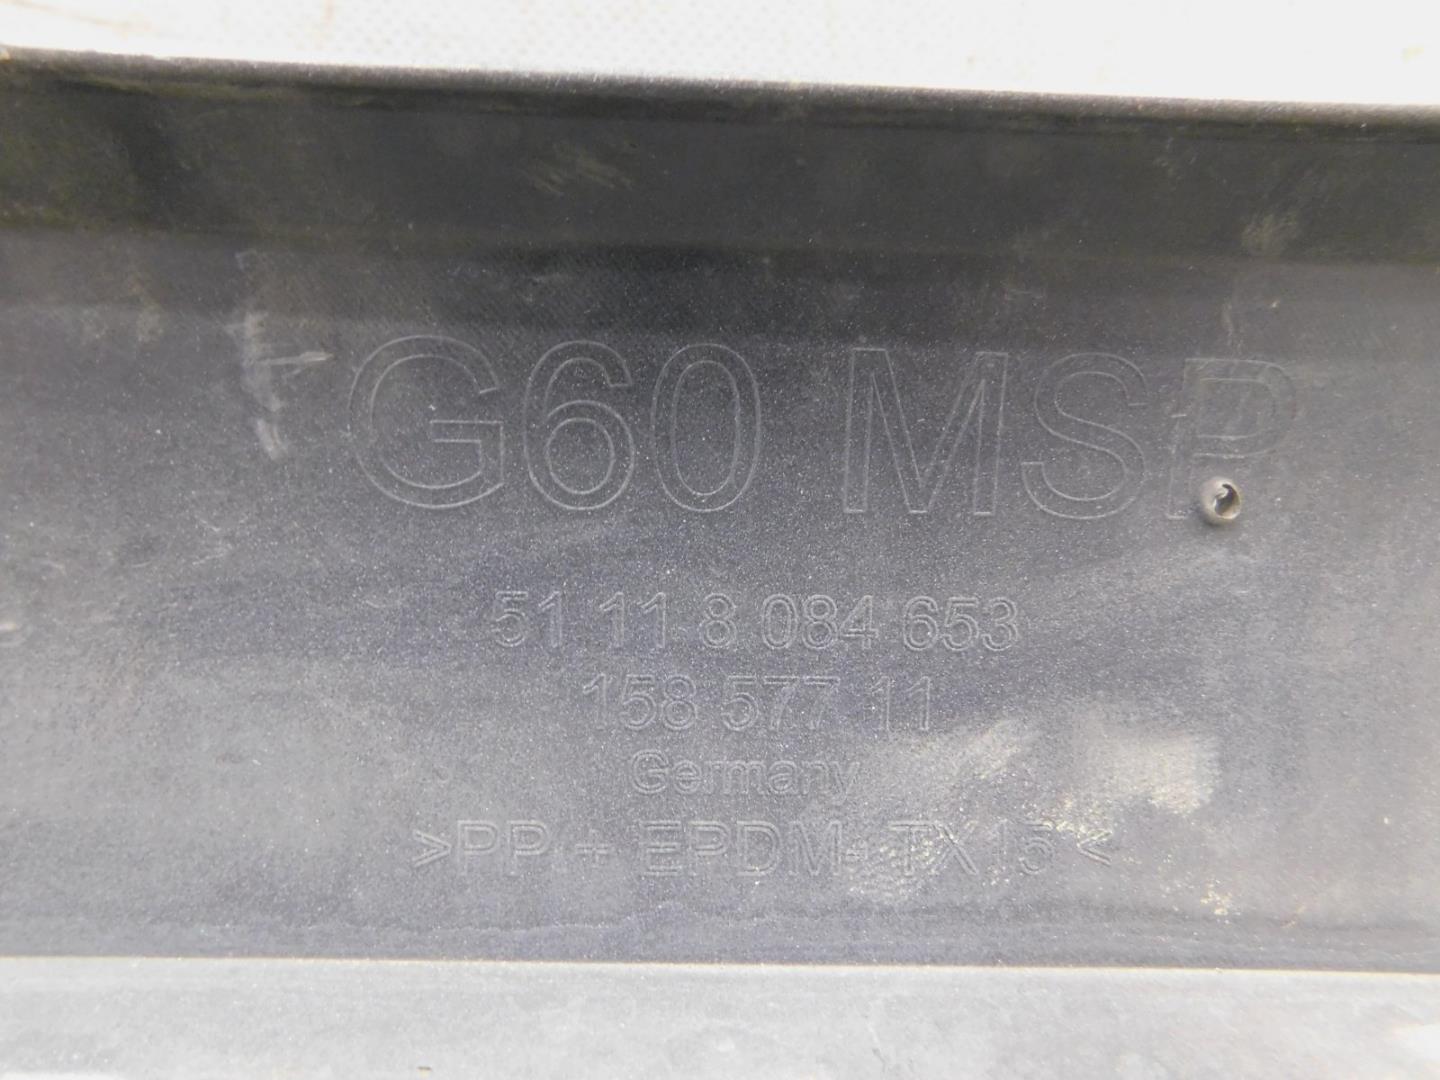 G60 MSP
51 11 8 084 653
158 577 11
Germany
>PP + EPDM- TX15<